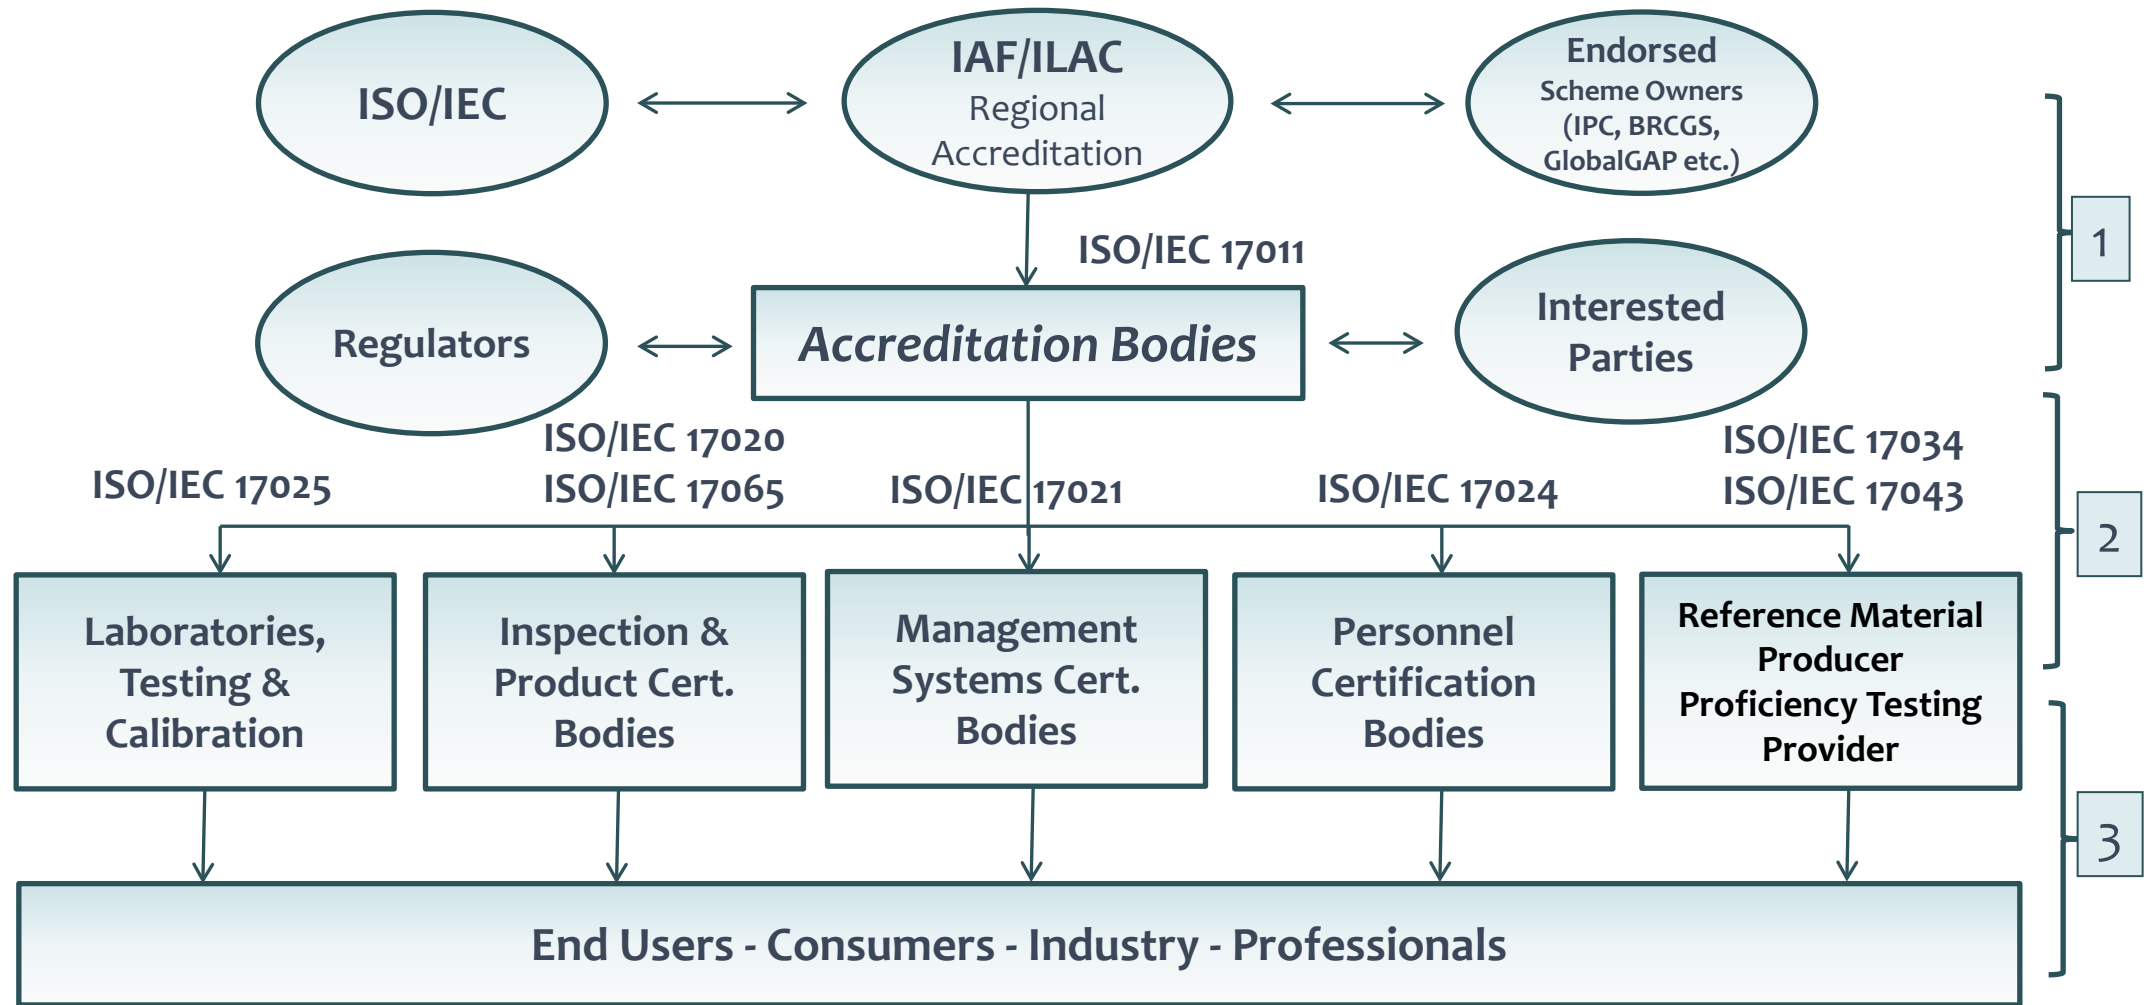 ISO/IEC
IAF/ILAC
Regional
Accreditation
Endorsed
Scheme Owners
(IPC, BRCGS,
GlobalGAP etc.)
1
ISO/IEC 17011
Regulators
Accreditation Bodies
Interested
Parties
ISO/IEC 17025
ISO/IEC 17020
ISO/IEC 17065
ISO/IEC 17021
ISO/IEC 17024
ISO/IEC 17034
ISO/IEC 17043
2
Laboratories,
Testing &
Calibration
Inspection &
Product Cert.
Bodies
Management
Systems Cert.
Bodies
Personnel
Certification
Bodies
Reference Material
Producer
Proficiency Testing
Provider
3
End Users - Consumers - Industry - Professionals